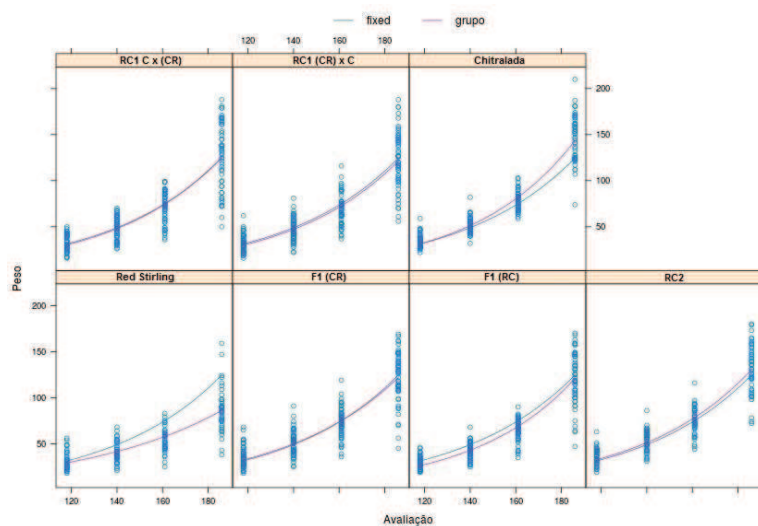 fixed grupo
120 140 160 180
RC1 C x (CR) RC1 (CR) x C Chitralada
200
150
100
50
Red Stirling F1 (CR) F1 (RC) RC2
Peso
200
150
100
50
120 140 160 180 120 140 160 180
Avaliação